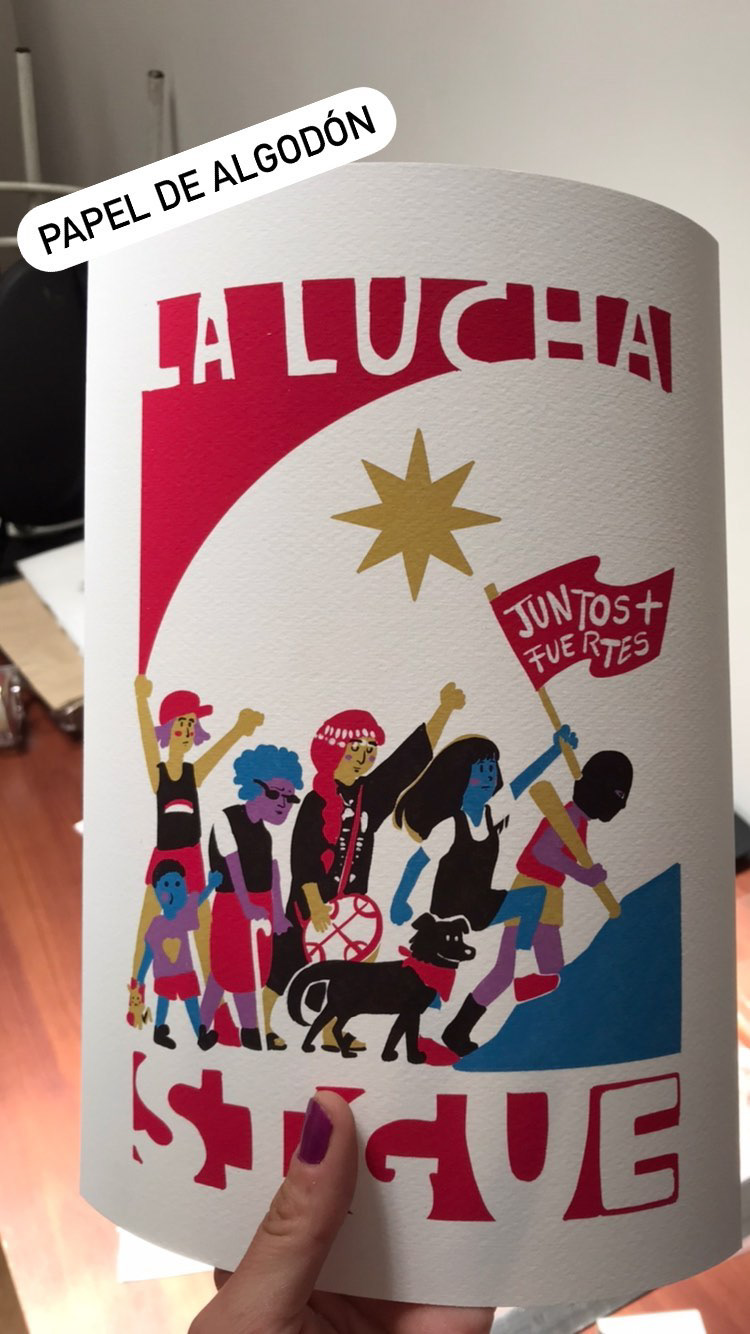 PAPEL DE ALGODÓN
LA LUCHA
JUNTOS +
FUERTES
SIGUE